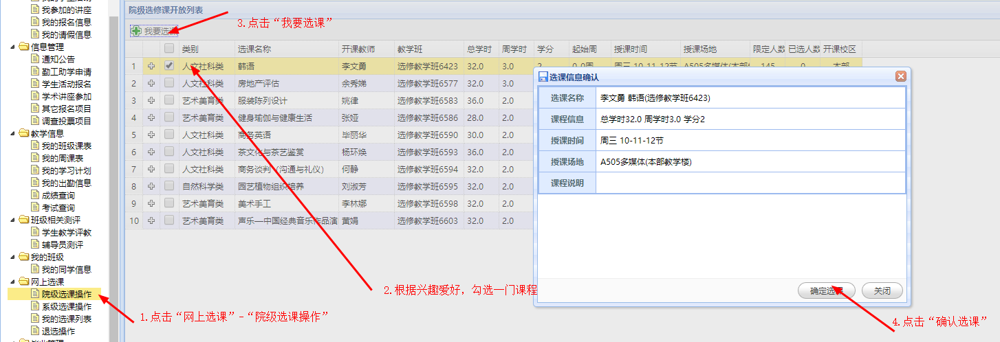 我参加的讲座
我的报名信息
我的请假信息
信息管理
通知公告
勤工助学申请
学生活动报名
学术讲座参加
其它报名项目
调查投票项目
教学信息
我的班级课表
我的周课表
我的学习计划
我的出勤信息
成绩查询
考试查询
班级相关测评
学生教学评教
辅导员测评
我的班级
我的同学信息
网上选课
院级选课操作
系级选课操作
我的选课列表
退选操作
院级选修课开放列表
我要选课
3.点击“我要选课”
类别 选课名称 开课教师 教学班 总学时 周学时 学分 起始周 授课时间 授课场地 限定人数 已选人数 开课校区
1 人文社科类 韩语 李文勇 选修教学班6423 32.0 3.0
2 人文社科类 房地产评估 余秀娣 选修教学班6577 32.0 3.0
3 艺术美育类 服装陈列设计 姚律 选修教学班6583 36.0 2.0
4 艺术美育类 健身瑜伽与健康生活 张娅 选修教学班6586 28.0 2.0
5 人文社科类 商务英语 毕丽华 选修教学班6590 30.0 2.0
6 人文社科类 茶文化与茶艺鉴赏 杨环焕 选修教学班6593 36.0 2.0
7 人文社科类 商务谈判（沟通与礼仪） 何静 选修教学班6594 32.0 2.0
8 自然科学类 园艺植物组织培养 刘淑芳 选修教学班6595 32.0 2.0
9 艺术美育类 美术手工 李林娜 选修教学班6598 32.0 2.0
10 艺术美育类 声乐—中国经典音乐作品演 黄娟 选修教学班6603 32.0 2.0
选课信息确认
选课名称 李文勇 韩语(选修教学班6423)
课程信息 总学时32.0 周学时3.0 学分2
授课时间 周三 10-11-12节
授课场地 A505多媒体(本部教学楼)
课程说明
确定选课 关闭
2.根据兴趣爱好，勾选一门课程
1.点击“网上选课”-“院级选课操作”
4.点击“确认选课”